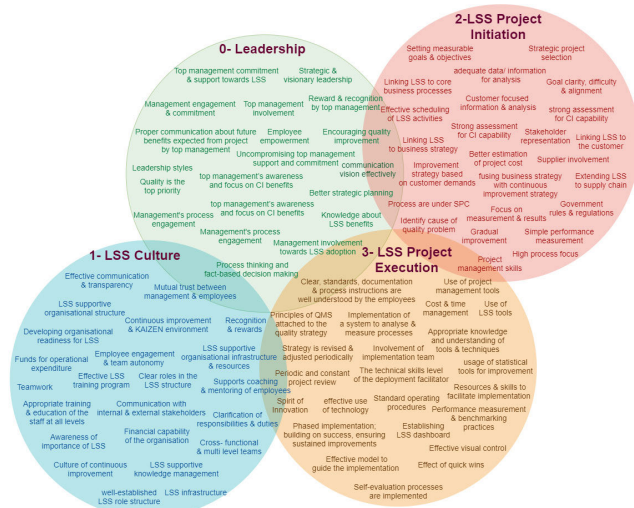 0- Leadership
Top management commitment
& support towards LSS
Strategic &
visionary leadership
Management engagement
& commitment
Top management
involvement
Reward & recognition
by top management
Proper communication about future
benefits expected from project
by top management
Employee
empowerment
Encouraging quality
improvement
Uncompromising top management
support and commitment
communication
vision effectively
Leadership styles
Quality is the
top priority
top management's awareness
and focus on CI benefits
Better strategic planning
top management's awareness
and focus on CI benefits
Management's process
engagement
Knowledge about
LSS benefits
Management's process
engagement
Management involvement
towards LSS adoption
Process thinking and
fact-based decision making
2-LSS Project
Initiation
Setting measurable
goals & objectives
Strategic project
selection
adequate data/ information
for analysis
Linking LSS to core
business processes
Goal clarity, difficulty
& alignment
Customer focused
information & analysis
Effective scheduling
of LSS activities
strong assessment
for CI capability
Strong assessment
for CI capability
Stakeholder
representation
Linking LSS to
the customer
Linking LSS
to business strategy
Better estimation
of project cost
Supplier involvement
Improvement
strategy based
on customer demands
fusing business strategy
with continuous
improvement strategy
Extending LSS
to supply chain
Process are under SPC
Focus on
measurement & results
Government
rules & regulations
Identify cause of
quality problem
Gradual
improvement
Simple performance
measurement
High process focus
Project
management skills
1- LSS Culture
Effective communication
& transparency
Mutual trust between
management & employees
LSS supportive
organisational structure
Continuous improvement
& KAIZEN environment
Recognition
& rewards
Developing organisational
readiness for LSS
Funds for operational
expenditure
Employee engagement
& team autonomy
LSS supportive
organisational infrastructure
& resources
Teamwork
Effective LSS
training program
Clear roles in the
LSS structure
Supports coaching
& mentoring of employees
Appropriate training
& education of the
staff at all levels
Communication with
internal & external stakeholders
Clarification of
responsibilities & duties
Awareness of
importance of LSS
Financial capability
of the organisation
Cross- functional
& multi level teams
Culture of continuous
improvement
LSS supportive
knowledge management
well-established
LSS role structure
LSS infrastructure
3- LSS Project
Execution
Clear, standards, documentation
& process instructions are
well understood by the employees
Use of project
management tools
Principles of QMS
attached to the
quality strategy
Implementation of
a system to analyse &
measure processes
Cost & time
management
Use of
LSS tools
Strategy is revised &
adjusted periodically
Involvement of
implementation team
Appropriate knowledge
and understanding of
tools & techniques
Periodic and constant
project review
The technical skills level
of the deployment facilitator
usage of statistical
tools for improvement
Spirit of
innovation
effective use
of technology
Standard operating
procedures
Resources & skills to
facilitate implementation
Phased implementation;
building on success, ensuring
sustained improvements
Establishing
LSS dashboard
Performance measurement
& benchmarking
practices
Effective visual control
Effective model to
guide the implementation
Effect of quick wins
Self-evaluation processes
are implemented